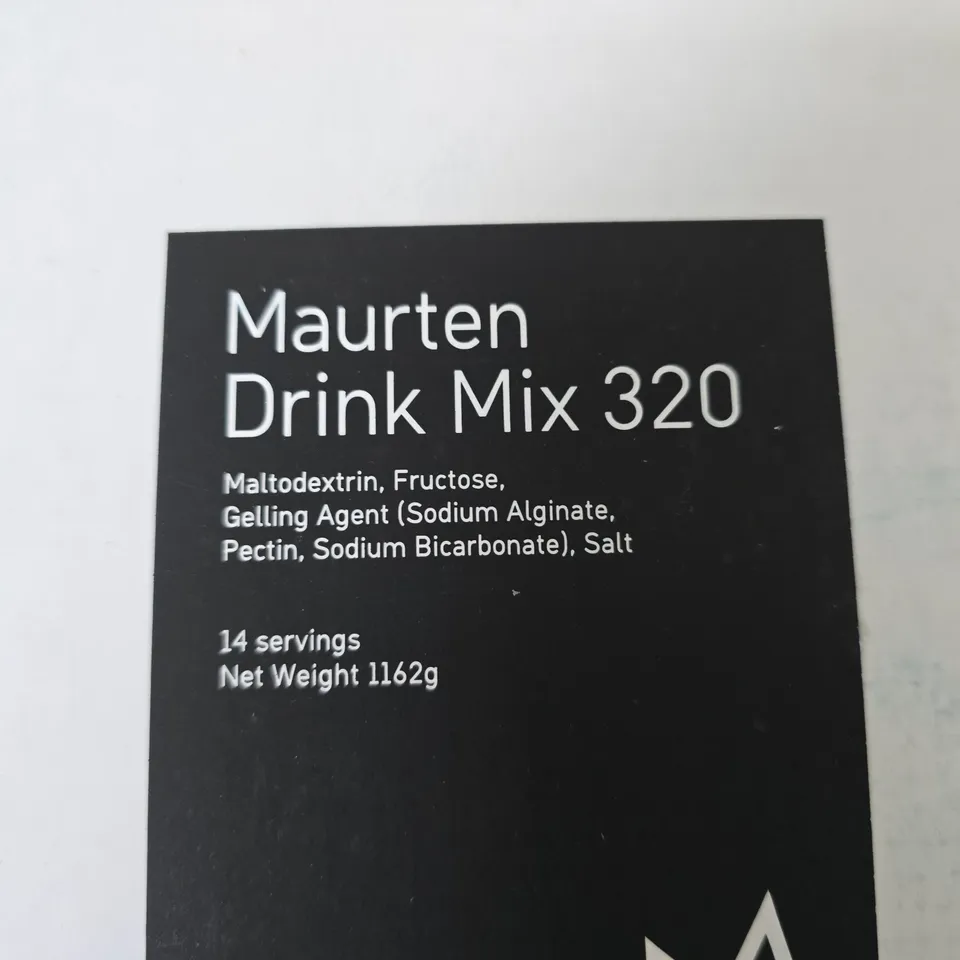 Maurten
Drink Mix 320
Maltodextrin, Fructose,
Gelling Agent (Sodium Alginate,
Pectin, Sodium Bicarbonate), Salt
14 servings
Net Weight 1162g